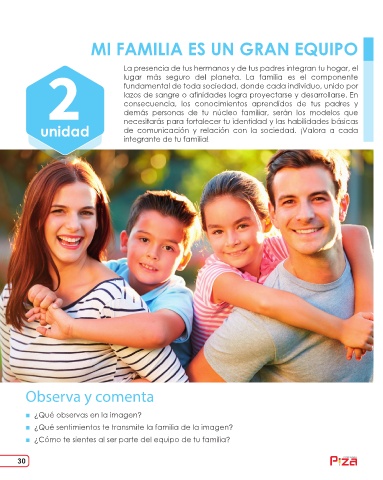 MI FAMILIA ES UN GRAN EQUIPO
La presencia de tus hermanos y de tus padres integran tu hogar, el
lugar más seguro del planeta. La familia es el componente
fundamental de toda sociedad, donde cada individuo, unido por
lazos de sangre o afinidades logra proyectarse y desarrollarse. En
consecuencia, los conocimientos aprendidos de tus padres y
demás personas de tu núcleo familiar, serán los modelos que
necesitarás para fortalecer tu identidad y las habilidades básicas
de comunicación y relación con la sociedad. ¡Valora a cada
integrante de tu familia!
2
unidad
Observa y comenta
¿Qué observas en la imagen?
¿Qué sentimientos te transmite la familia de la imagen?
¿Cómo te sientes al ser parte del equipo de tu familia?
30